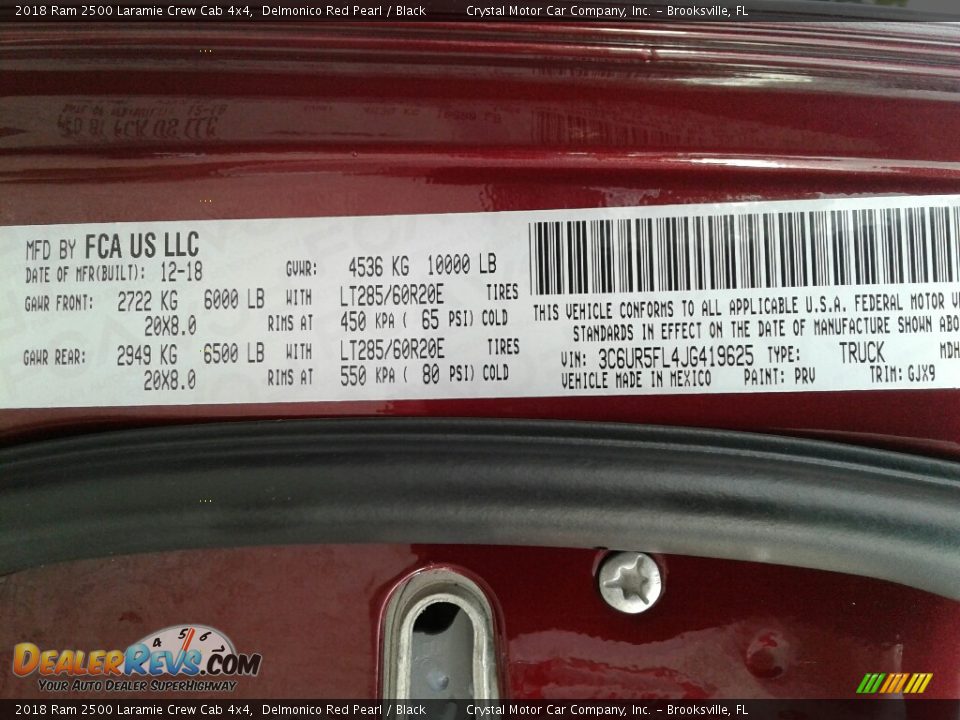 2018 Ram 2500 Laramie Crew Cab 4x4, Delmonico Red Pearl / Black Crystal Motor Car Company, Inc. – Brooksville, FL
MFD BY FCA US LLC
DATE OF MFR(BUILT): 12-18 GVWR: 4536 KG 10000 LB
GAWR FRONT: 2722 KG 6000 LB WITH LT285/60R20E TIRES
20X8.0 RIMS AT 450 KPA ( 65 PSI) COLD
GAWR REAR: 2949 KG 6500 LB WITH LT285/60R20E TIRES
20X8.0 RIMS AT 550 KPA ( 80 PSI) COLD
THIS VEHICLE CONFORMS TO ALL APPLICABLE U.S.A. FEDERAL MOTOR V
STANDARDS IN EFFECT ON THE DATE OF MANUFACTURE SHOWN ABO
VIN: 3C6UR5FL4JG419625 TYPE: TRUCK MDH
VEHICLE MADE IN MEXICO PAINT: PRV TRIM: GJX9
4 5 6
DealerRevs.com
Your Auto Dealer SuperHighway
2018 Ram 2500 Laramie Crew Cab 4x4, Delmonico Red Pearl / Black Crystal Motor Car Company, Inc. – Brooksville, FL